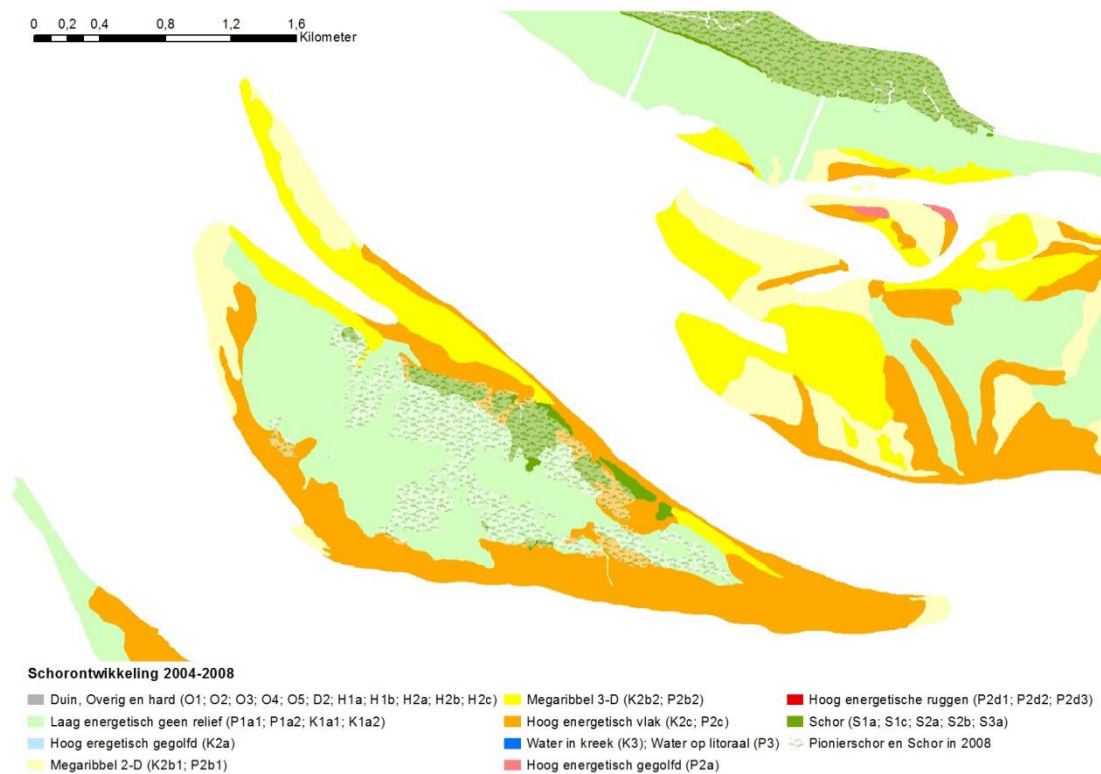 0 0,2 0,4 0,8 1,2 1,6
Kilometer
Schorontwikkeling 2004-2008
Duin, Overig en hard (O1; O2; O3; O4; O5; D2; H1a; H1b; H2a; H2b; H2c)
Laag energetisch geen relief (P1a1; P1a2; K1a1; K1a2)
Hoog eregetisch gegolfd (K2a)
Megaribbel 2-D (K2b1; P2b1)
Megaribbel 3-D (K2b2; P2b2)
Hoog energetisch vlak (K2c; P2c)
Water in kreek (K3); Water op litoraal (P3)
Hoog energetisch gegolfd (P2a)
Hoog energetische ruggen (P2d1; P2d2; P2d3)
Schor (S1a; S1c; S2a; S2b; S3a)
Pionierschor en Schor in 2008